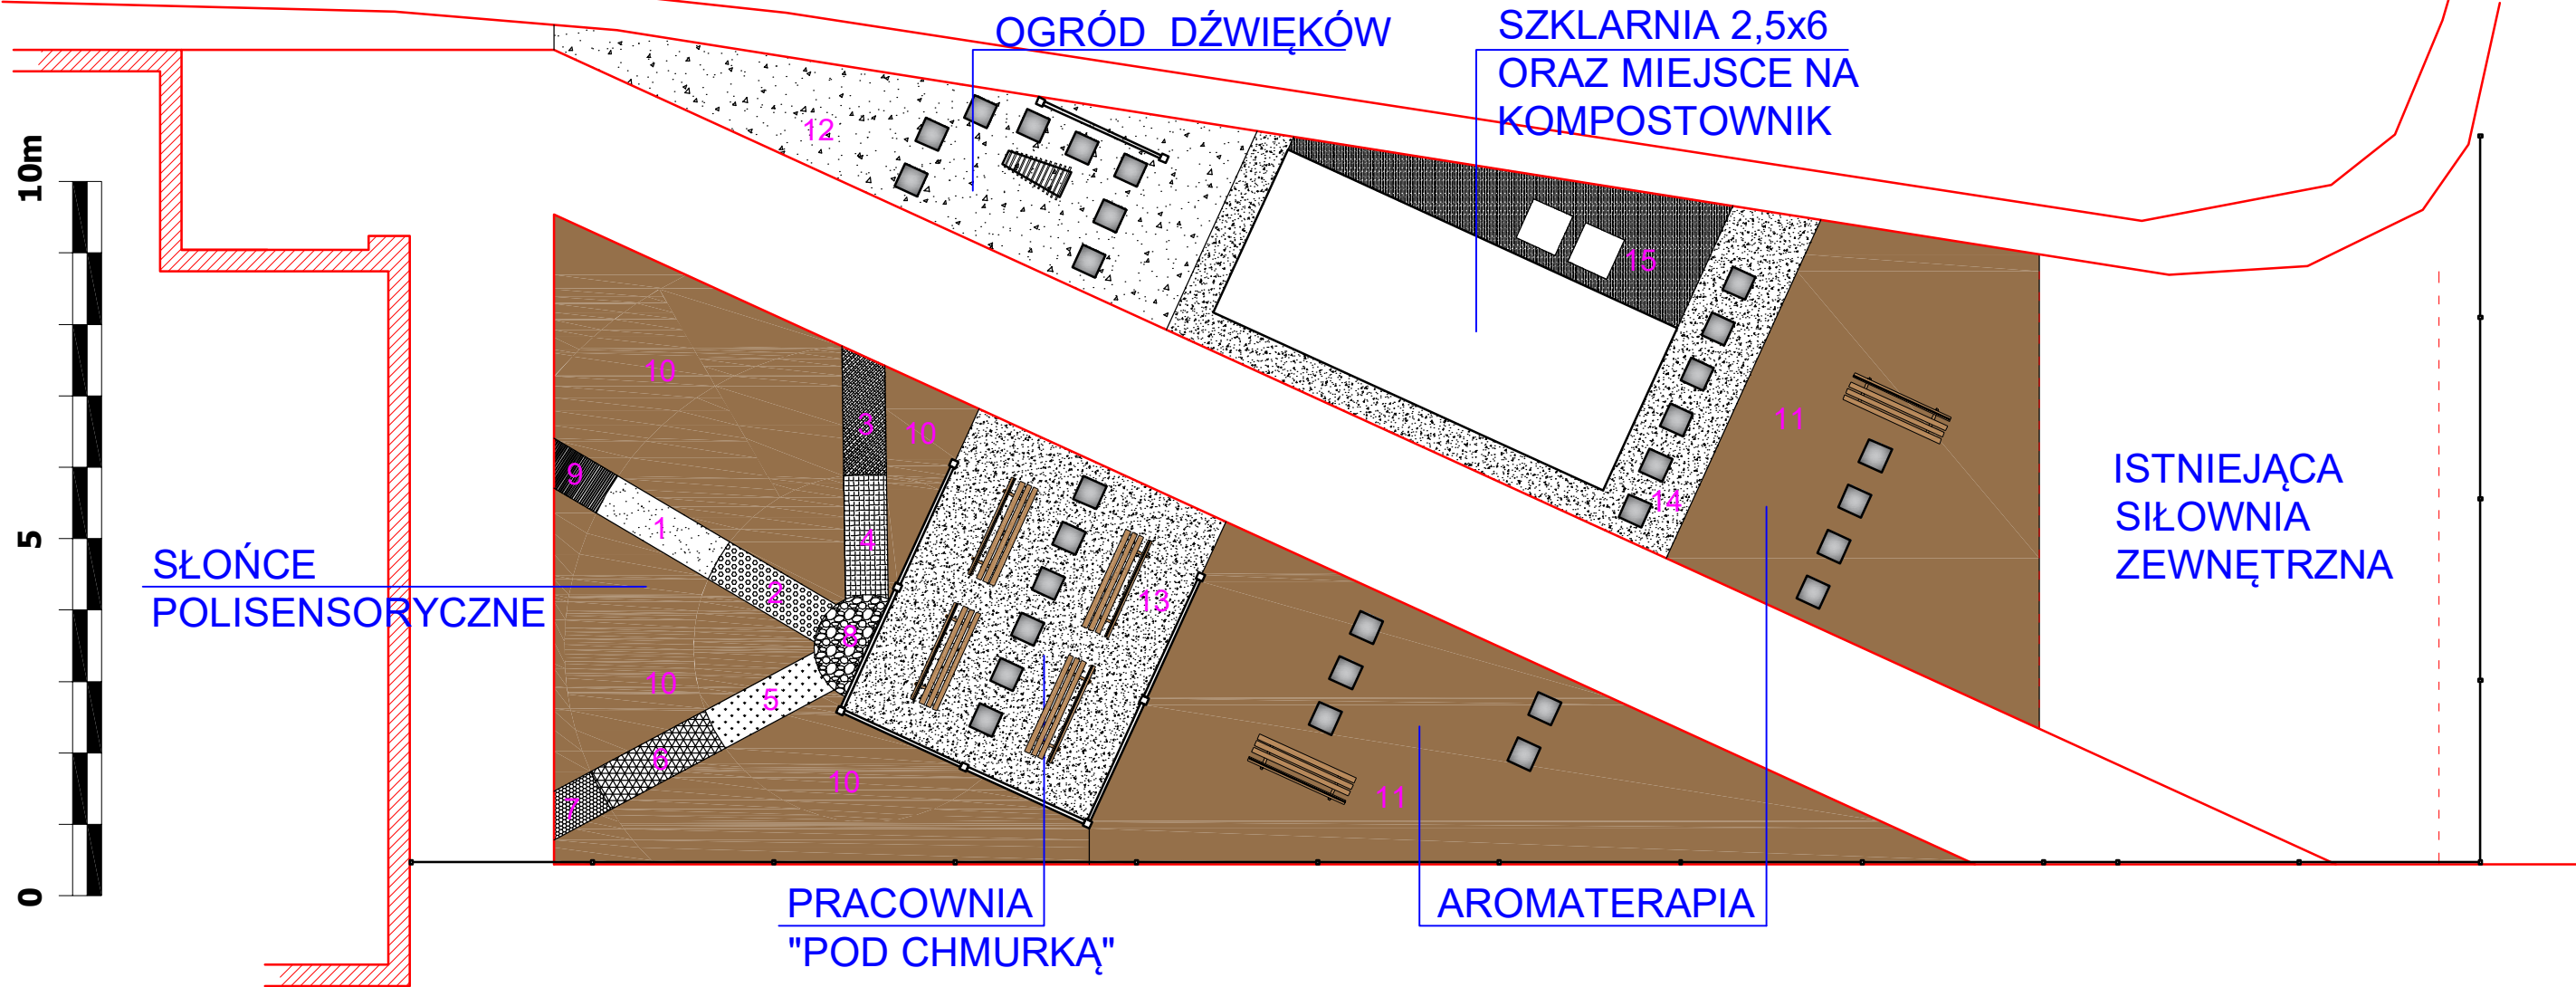 OGRÓD DŹWIĘKÓW
SZKLARNIA 2,5x6
ORAZ MIEJSCE NA
KOMPOSTOWNIK
10m
5
0
12
15
10
3
10
11
9
1
4
14
2
13
8
10
5
6
7
10
11
SŁOŃCE
POLISENSORYCZNE
ISTNIEJĄCA
SIŁOWNIA
ZEWNĘTRZNA
PRACOWNIA
"POD CHMURKĄ"
AROMATERAPIA